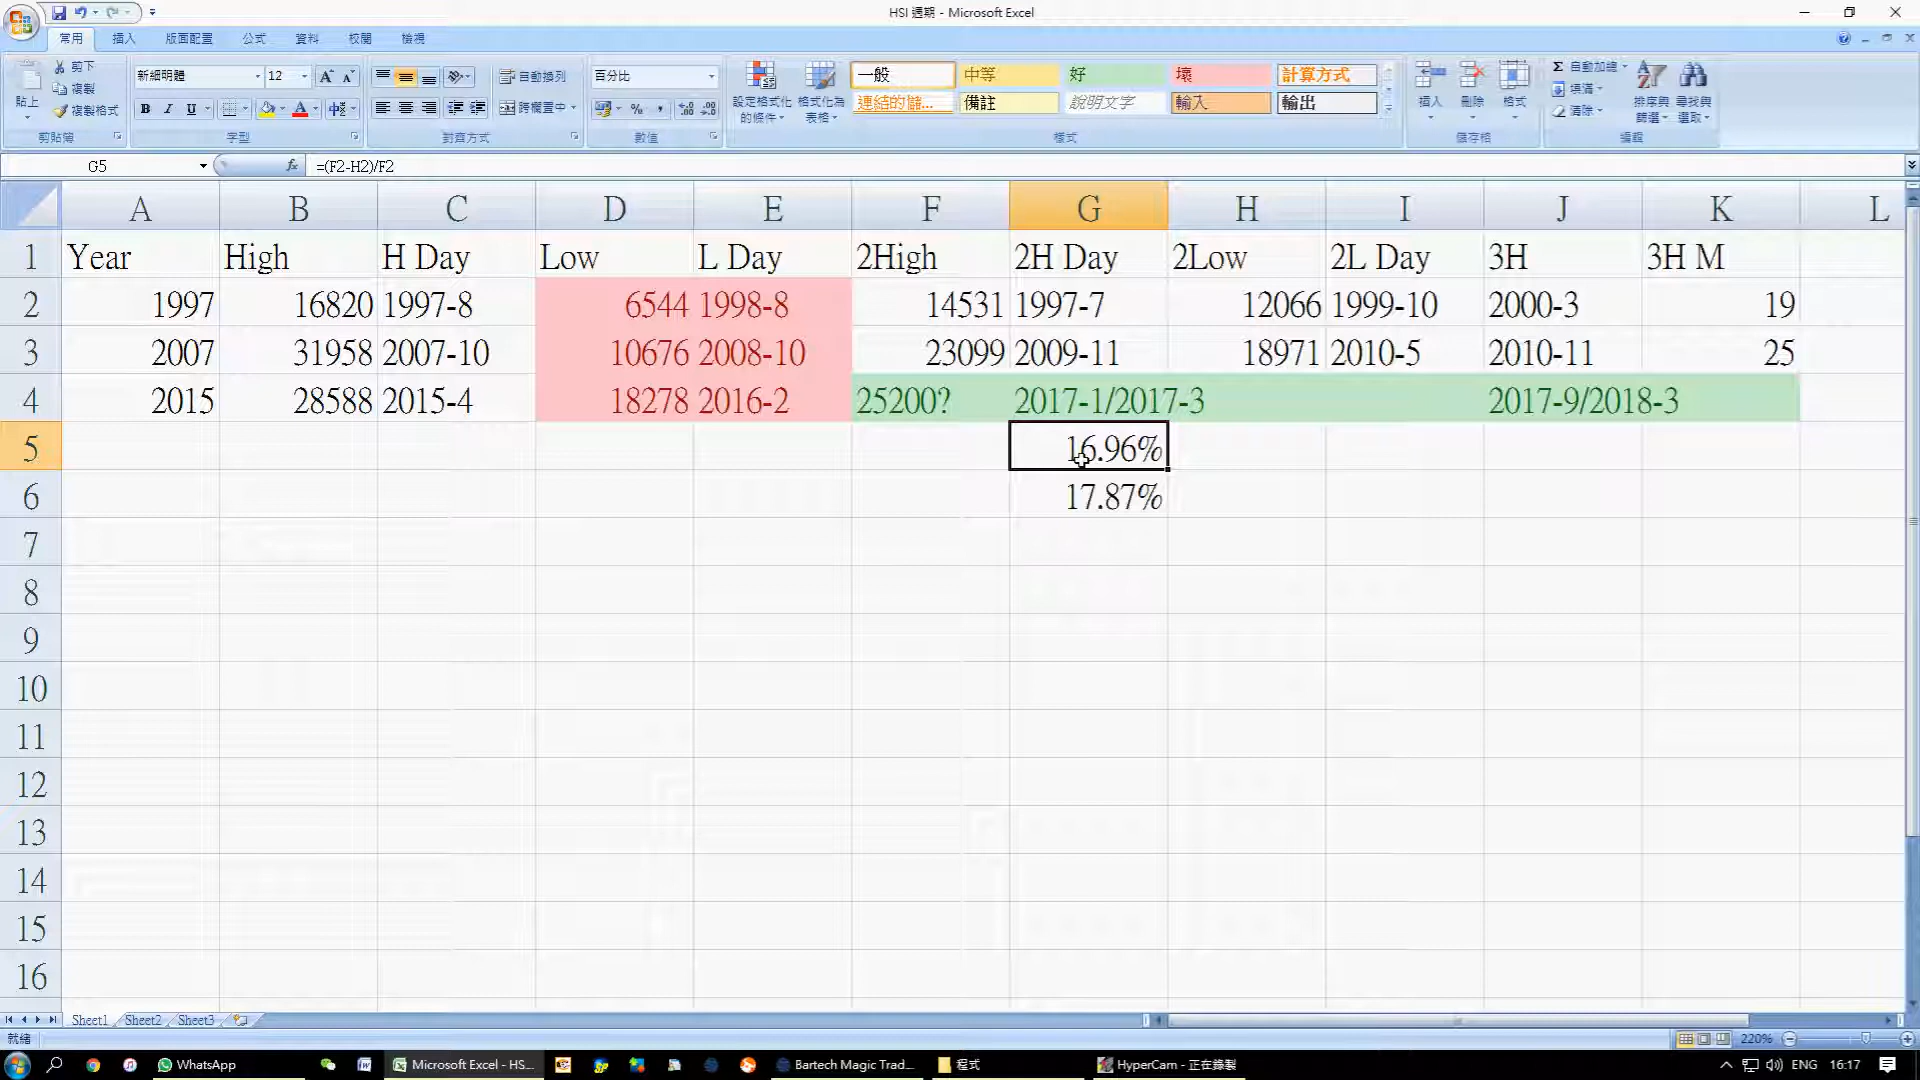 HSI 週期 - Microsoft Excel
常用 插入 版面配置 公式 資料 校閱 檢視
貼上 剪下 複製 複製格式 剪貼簿
新細明體 12 字型
自動換列 跨欄置中 對齊方式
百分比 數值
設定格式化的條件 格式化為表格
一般 中等 好 壞 計算方式
連結的儲... 備註 說明文字 輸入 輸出
樣式
插入 刪除 格式 儲存格
自動加總 填滿 清除 排序與篩選 尋找與選取 編輯
G5 fx =(F2-H2)/F2
A B C D E F G H I J K L
1 Year High H Day Low L Day 2High 2H Day 2Low 2L Day 3H 3H M
2 1997 16820 1997-8 6544 1998-8 14531 1997-7 12066 1999-10 2000-3 19
3 2007 31958 2007-10 10676 2008-10 23099 2009-11 18971 2010-5 2010-11 25
4 2015 28588 2015-4 18278 2016-2 25200? 2017-1/2017-3 2017-9/2018-3
5 16.96%
6 17.87%
7
8
9
10
11
12
13
14
15
16
Sheet1 Sheet2 Sheet3
就緒 220%
WhatsApp Microsoft Excel - HS... Bartech Magic Trad... 程式 HyperCam - 正在錄製 ENG 16:17